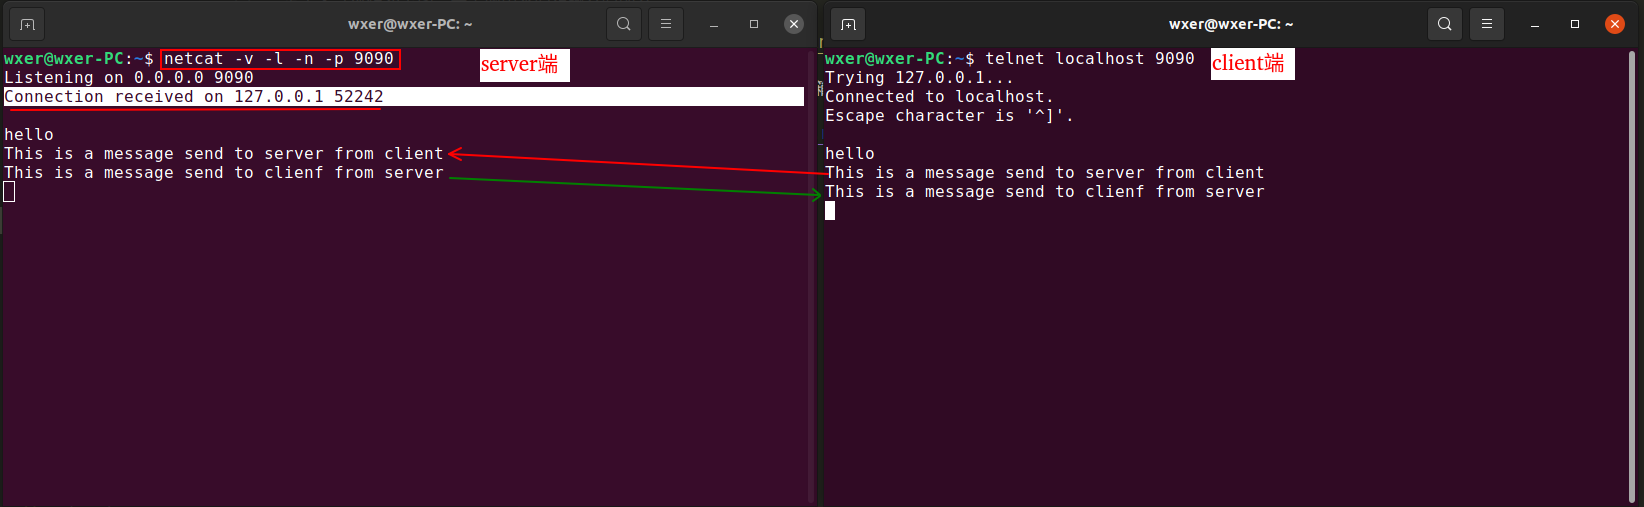 wxer@wxer-PC: ~
wxer@wxer-PC:~$ netcat -v -l -n -p 9090
server端
Listening on 0.0.0.0 9090
Connection received on 127.0.0.1 52242
hello
This is a message send to server from client
This is a message send to clienf from server
wxer@wxer-PC: ~
wxer@wxer-PC:~$ telnet localhost 9090
client端
Trying 127.0.0.1...
Connected to localhost.
Escape character is '^]'.
hello
This is a message send to server from client
This is a message send to clienf from server